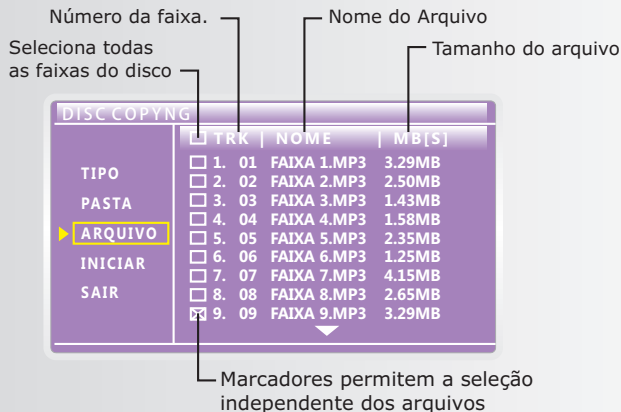 Número da faixa.
Nome do Arquivo
Seleciona todas
as faixas do disco
Tamanho do arquivo
DISC COPYNG
TRK | NOME | MB[S]
1. 01 FAIXA 1.MP3 3.29MB
2. 02 FAIXA 2.MP3 2.50MB
3. 03 FAIXA 3.MP3 1.43MB
4. 04 FAIXA 4.MP3 1.58MB
5. 05 FAIXA 5.MP3 2.35MB
6. 06 FAIXA 6.MP3 1.25MB
7. 07 FAIXA 7.MP3 4.15MB
8. 08 FAIXA 8.MP3 2.65MB
9. 09 FAIXA 9.MP3 3.29MB
TIPO
PASTA
ARQUIVO
INICIAR
SAIR
Marcadores permitem a seleção
independente dos arquivos